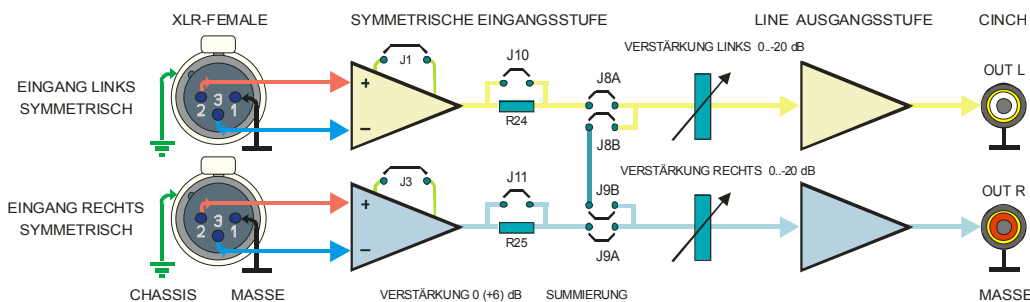 XLR-FEMALE SYMMETRISCHE EINGANGSSTUFE LINE AUSGANGSSTUFE CINCH
VERSTÄRKUNG LINKS 0..-20 dB
J1 J10 J8A
EINGANG LINKS
SYMMETRISCH
OUT L
+
3
2 1
R24
−
J8B
VERSTÄRKUNG RECHTS 0..-20 dB
J3 J11 J9B
EINGANG RECHTS
SYMMETRISCH
OUT R
+
3
2 1
R25
−
J9A
CHASSIS MASSE VERSTÄRKUNG 0 (+6) dB SUMMIERUNG MASSE